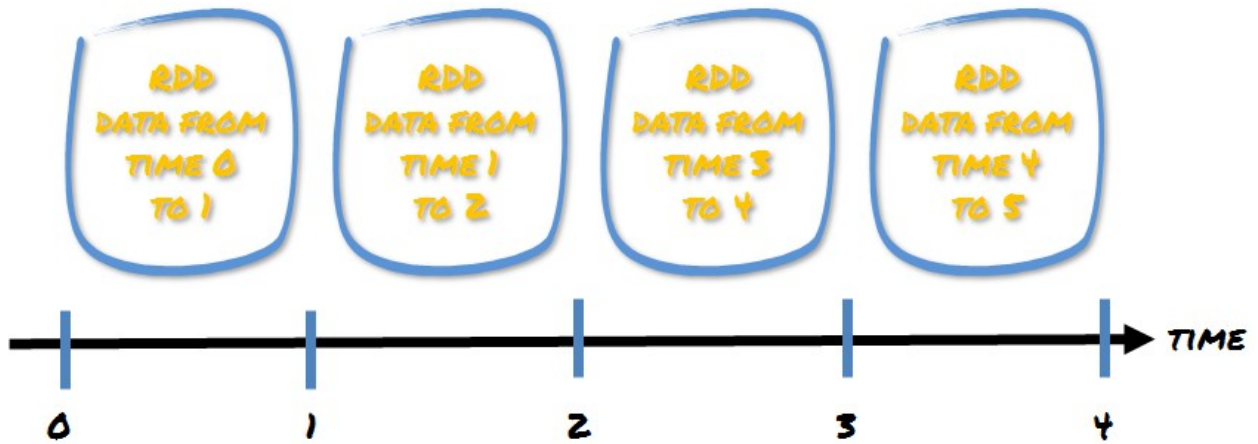 RDD
DATA FROM
TIME 0
TO 1
RDD
DATA FROM
TIME 1
TO 2
RDD
DATA FROM
TIME 3
TO 4
RDD
DATA FROM
TIME 4
TO 5
TIME
0 1 2 3 4